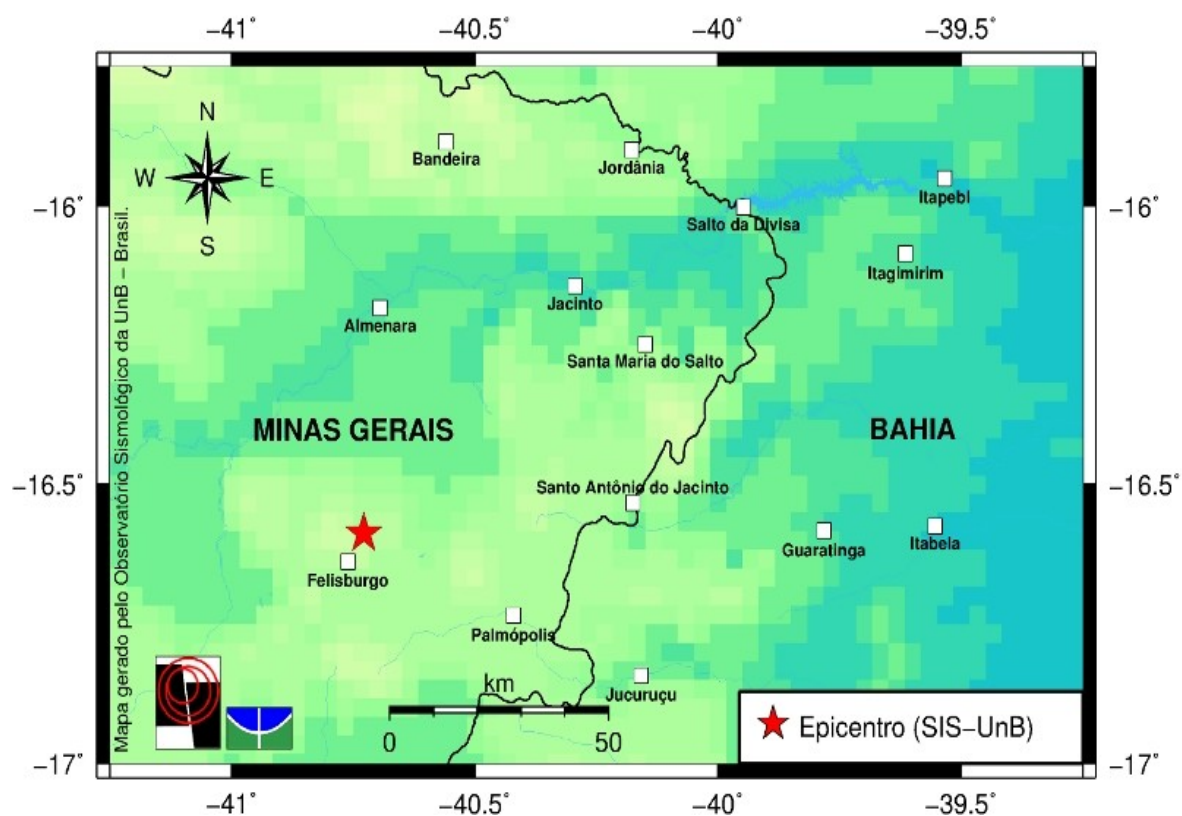 −41˚ −40.5˚ −40˚ −39.5˚
N
W E
S
Bandeira
Jordânia
Itapebi
−16˚ −16˚
Salto da Divisa
Itagimirim
Jacinto
Almenara
Santa Maria do Salto
MINAS GERAIS
BAHIA
−16.5˚ −16.5˚
Santo Antônio do Jacinto
Guaratinga
Itabela
Felisburgo
Palmópolis
Jucuruçu
km
0 50
Epicentro (SIS−UnB)
−17˚ −17˚
−41˚ −40.5˚ −40˚ −39.5˚
Mapa gerado pelo Observatório Sismológico da UnB − Brasil.